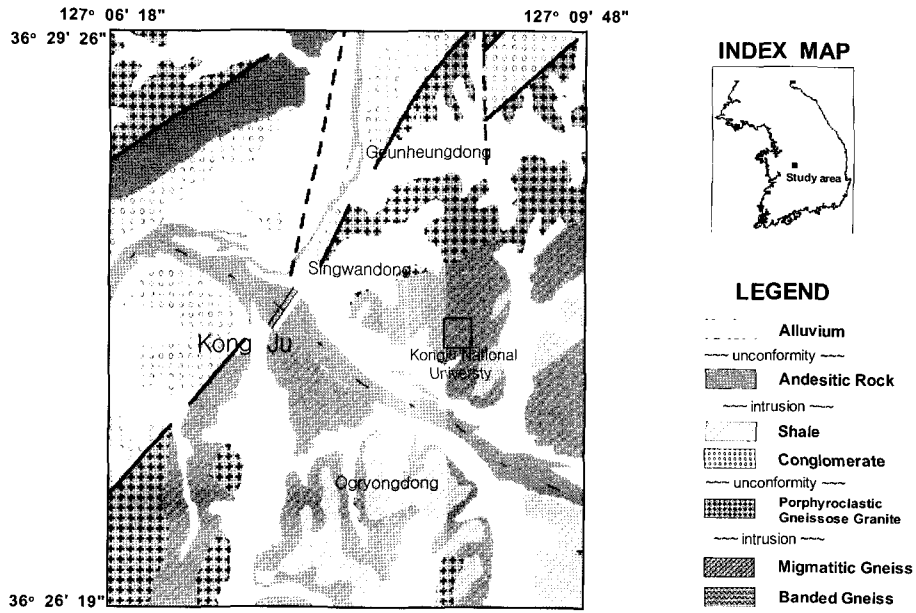 127° 06' 18"
127° 09' 48"
36° 29' 26"
36° 26' 19"
Geunheungdong
Singwandong
Kong Ju
Kongju National
Universty
Ogryongdong
INDEX MAP
Study area
LEGEND
Alluvium
~~~ unconformity ~~~
Andesitic Rock
~~~ intrusion ~~~
Shale
Conglomerate
~~~ unconformity ~~~
Porphyroclastic
Gneissose Granite
~~~ intrusion ~~~
Migmatitic Gneiss
Banded Gneiss